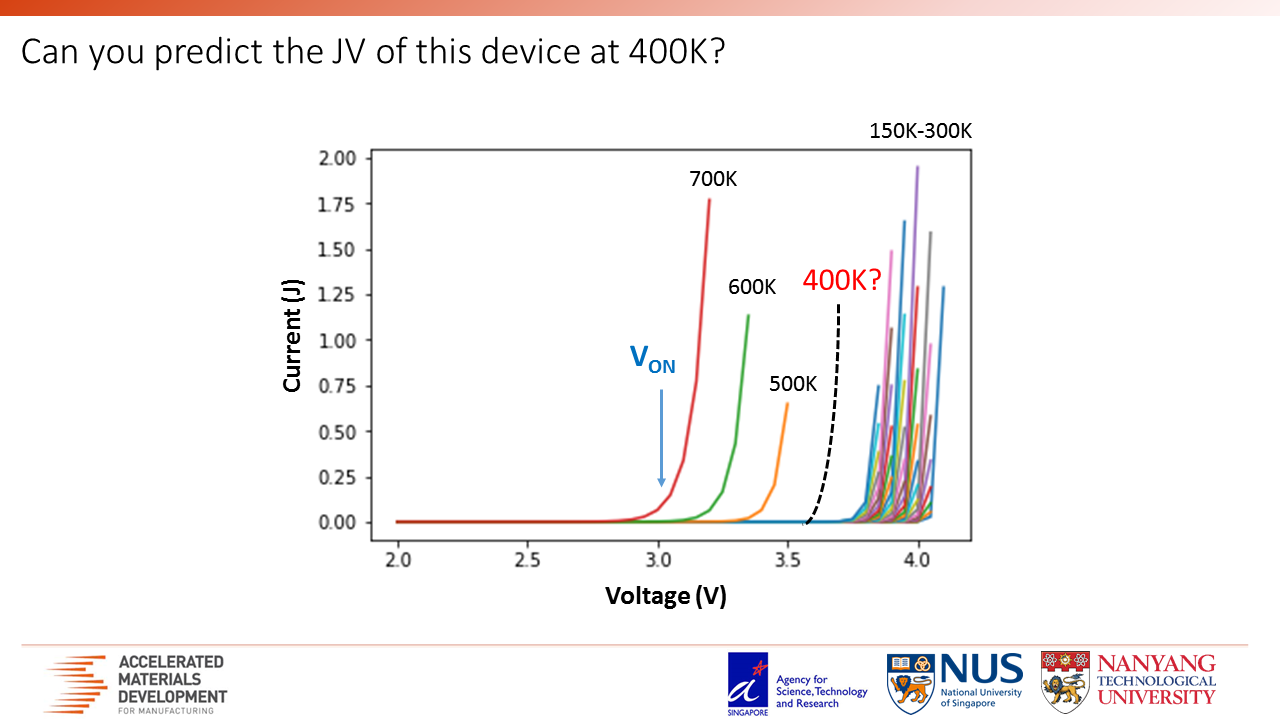 Can you predict the JV of this device at 400K?
150K-300K
2.00
700K
1.75
1.50
400K?
600K
1.25
1.00
VON
500K
0.75
0.50
0.25
0.00
Current (J)
2.0 2.5 3.0 3.5 4.0
Voltage (V)
ACCELERATED
MATERIALS
DEVELOPMENT
FOR MANUFACTURING
a
SINGAPORE
Agency for
Science, Technology
and Research
NUS
National University
of Singapore
NANYANG
TECHNOLOGICAL
UNIVERSITY